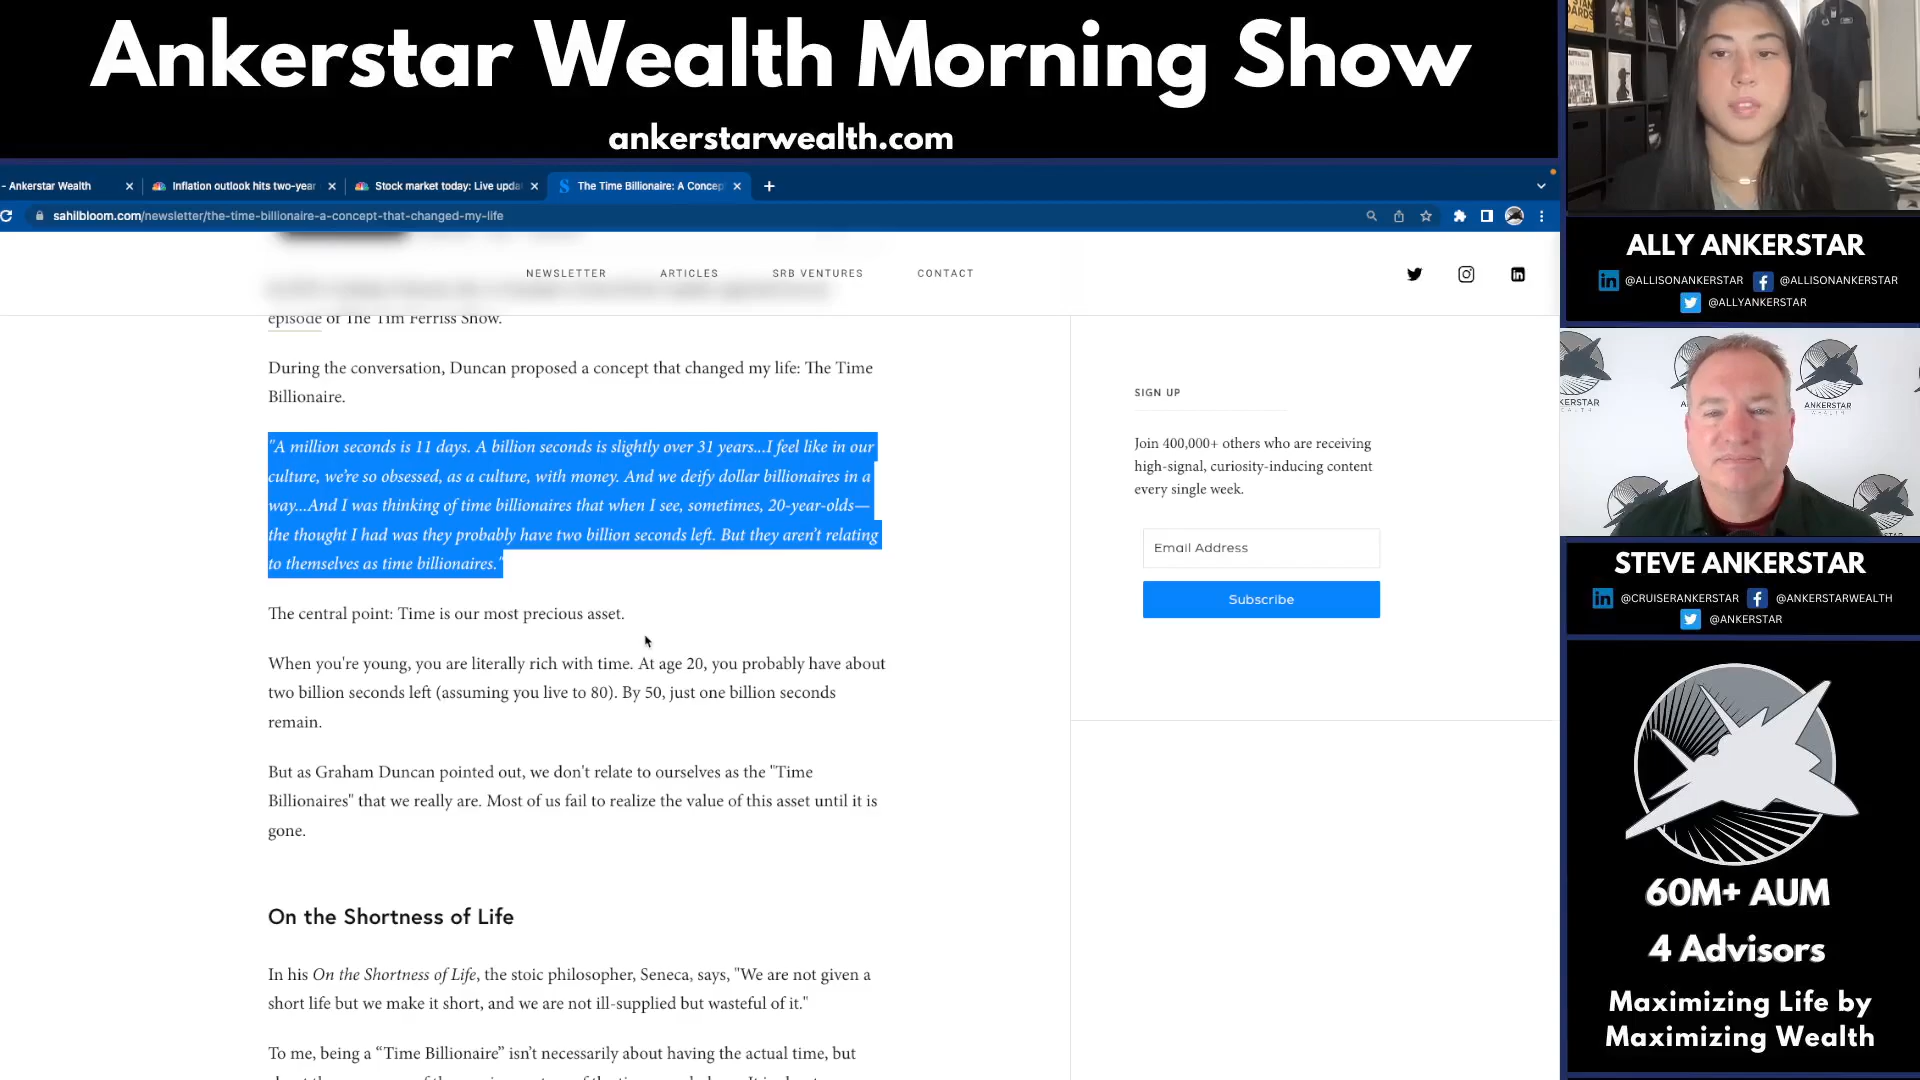 Ankerstar Wealth Morning Show
ankerstarwealth.com
- Ankerstar Wealth
Inflation outlook hits two-year
Stock market today: Live upda
The Time Billionaire: A Concep
sahilbloom.com/newsletter/the-time-billionaire-a-concept-that-changed-my-life
NEWSLETTER ARTICLES SRB VENTURES CONTACT
episode of The Tim Ferriss Show.
During the conversation, Duncan proposed a concept that changed my life: The Time
Billionaire.
"A million seconds is 11 days. A billion seconds is slightly over 31 years...I feel like in our
culture, we're so obsessed, as a culture, with money. And we deify dollar billionaires in a
way...And I was thinking of time billionaires that when I see, sometimes, 20-year-olds—
the thought I had was they probably have two billion seconds left. But they aren't relating
to themselves as time billionaires."
The central point: Time is our most precious asset.
When you're young, you are literally rich with time. At age 20, you probably have about
two billion seconds left (assuming you live to 80). By 50, just one billion seconds
remain.
But as Graham Duncan pointed out, we don't relate to ourselves as the "Time
Billionaires" that we really are. Most of us fail to realize the value of this asset until it is
gone.
On the Shortness of Life
In his On the Shortness of Life, the stoic philosopher, Seneca, says, "We are not given a
short life but we make it short, and we are not ill-supplied but wasteful of it."
To me, being a “Time Billionaire” isn’t necessarily about having the actual time, but
SIGN UP
Join 400,000+ others who are receiving
high-signal, curiosity-inducing content
every single week.
Email Address
Subscribe
ALLY ANKERSTAR
@ALLISONANKERSTAR @ALLISONANKERSTAR
@ALLYANKERSTAR
ANKERSTAR
STEVE ANKERSTAR
@CRUISERANKERSTAR @ANKERSTARWEALTH
@ANKERSTAR
60M+ AUM
4 Advisors
Maximizing Life by
Maximizing Wealth